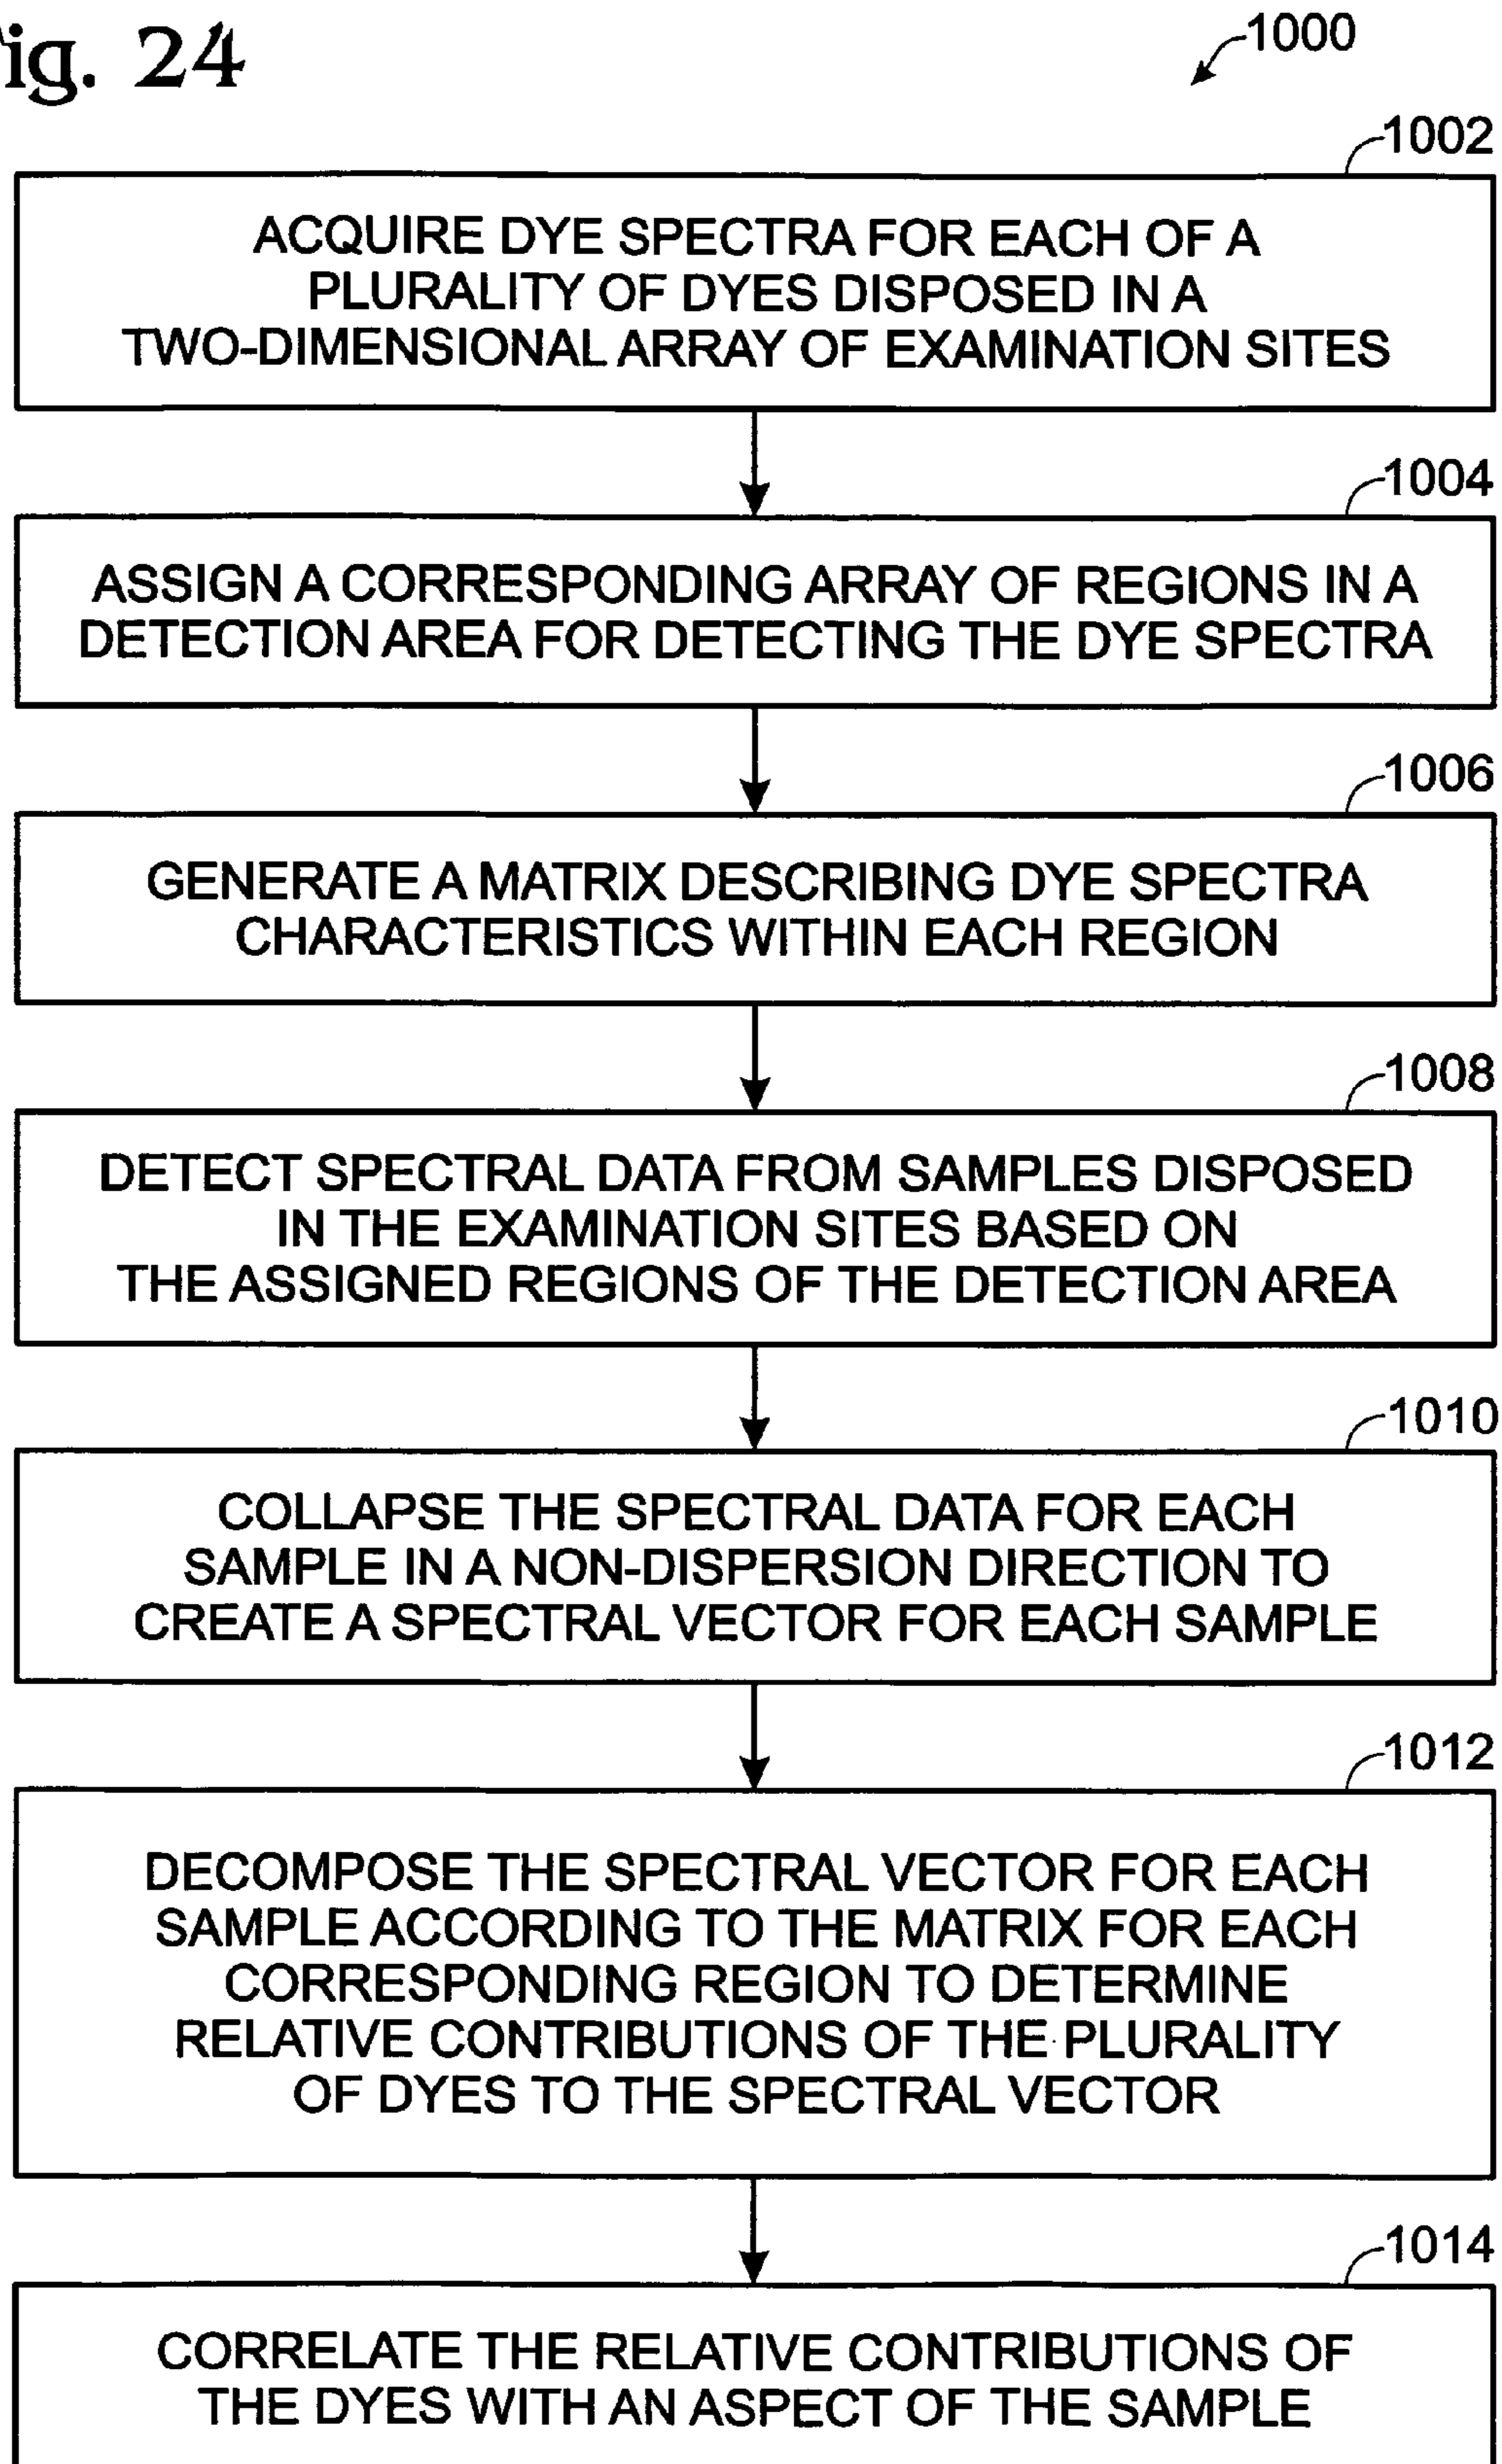 ig. 24
1000
1002
ACQUIRE DYE SPECTRA FOR EACH OF A
PLURALITY OF DYES DISPOSED IN A
TWO-DIMENSIONAL ARRAY OF EXAMINATION SITES
1004
ASSIGN A CORRESPONDING ARRAY OF REGIONS IN A
DETECTION AREA FOR DETECTING THE DYE SPECTRA
1006
GENERATE A MATRIX DESCRIBING DYE SPECTRA
CHARACTERISTICS WITHIN EACH REGION
1008
DETECT SPECTRAL DATA FROM SAMPLES DISPOSED
IN THE EXAMINATION SITES BASED ON
THE ASSIGNED REGIONS OF THE DETECTION AREA
1010
COLLAPSE THE SPECTRAL DATA FOR EACH
SAMPLE IN A NON-DISPERSION DIRECTION TO
CREATE A SPECTRAL VECTOR FOR EACH SAMPLE
1012
DECOMPOSE THE SPECTRAL VECTOR FOR EACH
SAMPLE ACCORDING TO THE MATRIX FOR EACH
CORRESPONDING REGION TO DETERMINE
RELATIVE CONTRIBUTIONS OF THE PLURALITY
OF DYES TO THE SPECTRAL VECTOR
1014
CORRELATE THE RELATIVE CONTRIBUTIONS OF
THE DYES WITH AN ASPECT OF THE SAMPLE